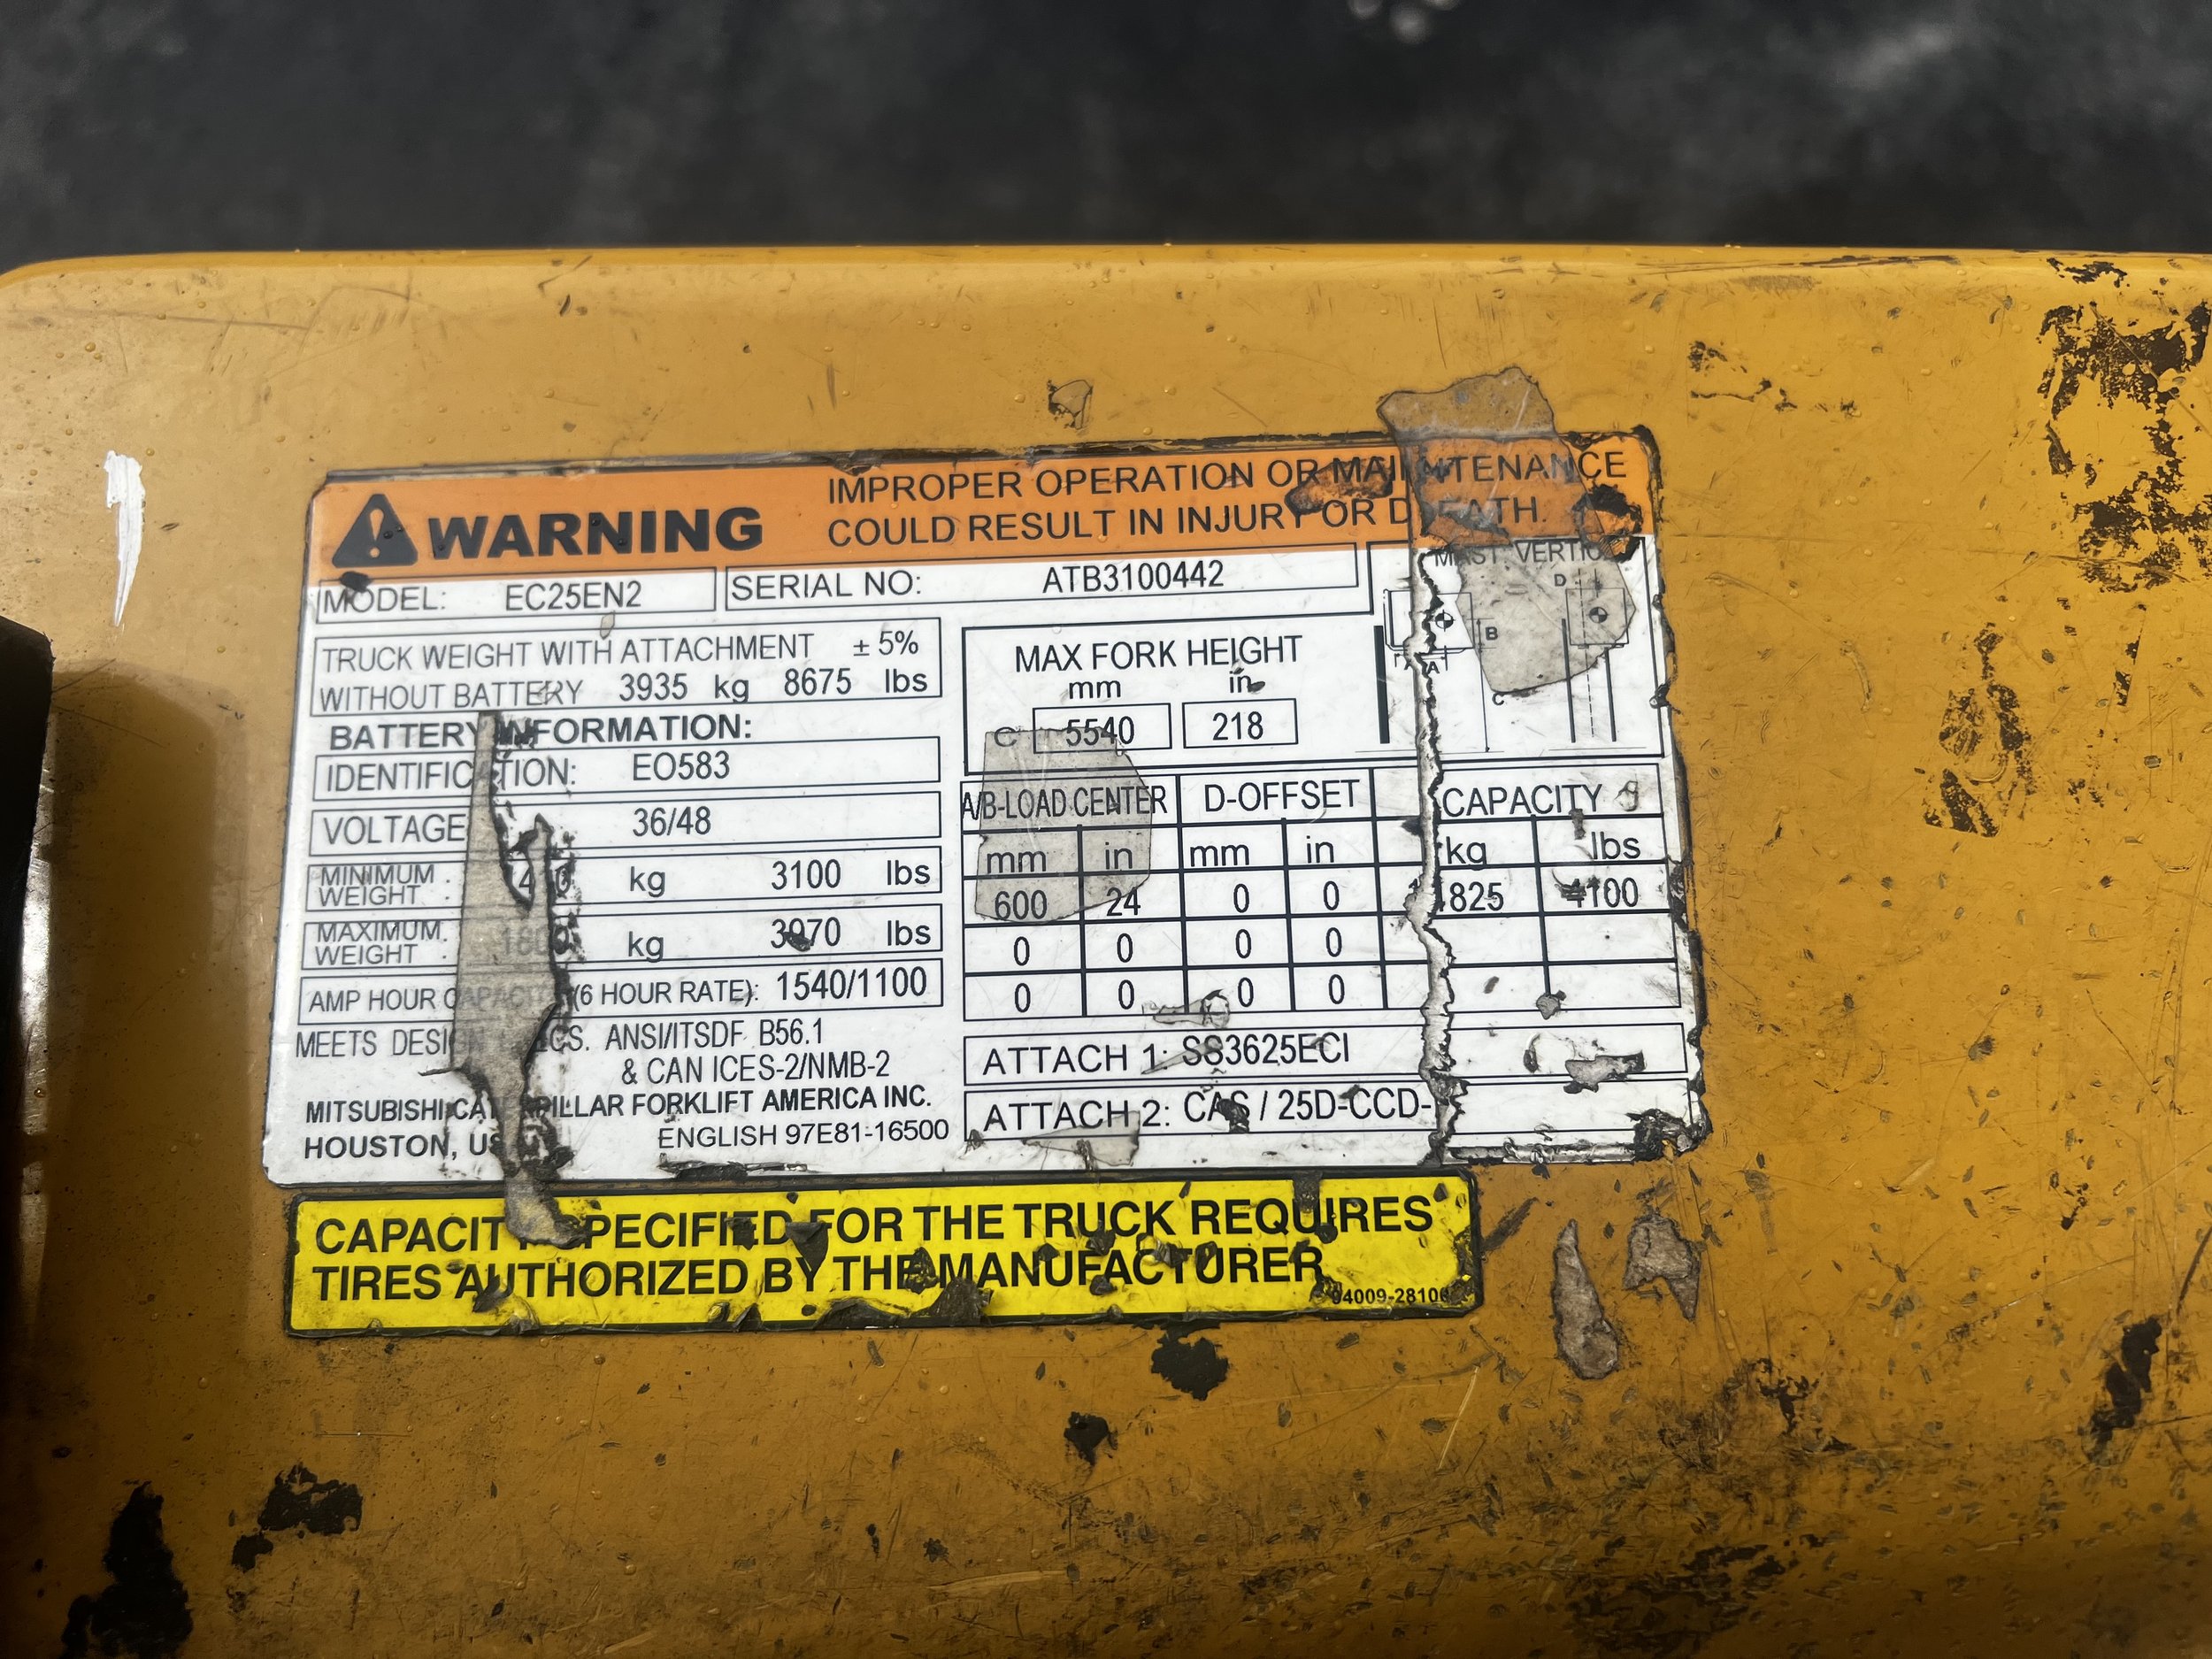 WARNING
IMPROPER OPERATION OR MAINTENANCE
COULD RESULT IN INJURY OR DEATH.
MODEL: EC25EN2
SERIAL NO: ATB3100442
TRUCK WEIGHT WITH ATTACHMENT ± 5%
WITHOUT BATTERY 3935 kg 8675 lbs
BATTERY INFORMATION:
IDENTIFICATION: EO583
VOLTAGE 36/48
MINIMUM WEIGHT kg 3100 lbs
MAXIMUM WEIGHT kg 3970 lbs
AMP HOUR CAPACITY (6 HOUR RATE): 1540/1100
MEETS DESIGN SPECS. ANSI/ITSDF B56.1
& CAN ICES-2/NMB-2
MITSUBISHI CATERPILLAR FORKLIFT AMERICA INC.
HOUSTON,
ENGLISH 97E81-16500
MAST VERTICAL
D
B
A
C
MAX FORK HEIGHT
mm in
C 5540 218
A/B-LOAD CENTER D-OFFSET CAPACITY
mm in mm in kg lbs
600 24 0 0 1825 4100
0 0 0 0
0 0 0 0
ATTACH 1: SS3625ECI
ATTACH 2: CAS / 25D-CCD-
CAPACITY SPECIFIED FOR THE TRUCK REQUIRES
TIRES AUTHORIZED BY THE MANUFACTURER